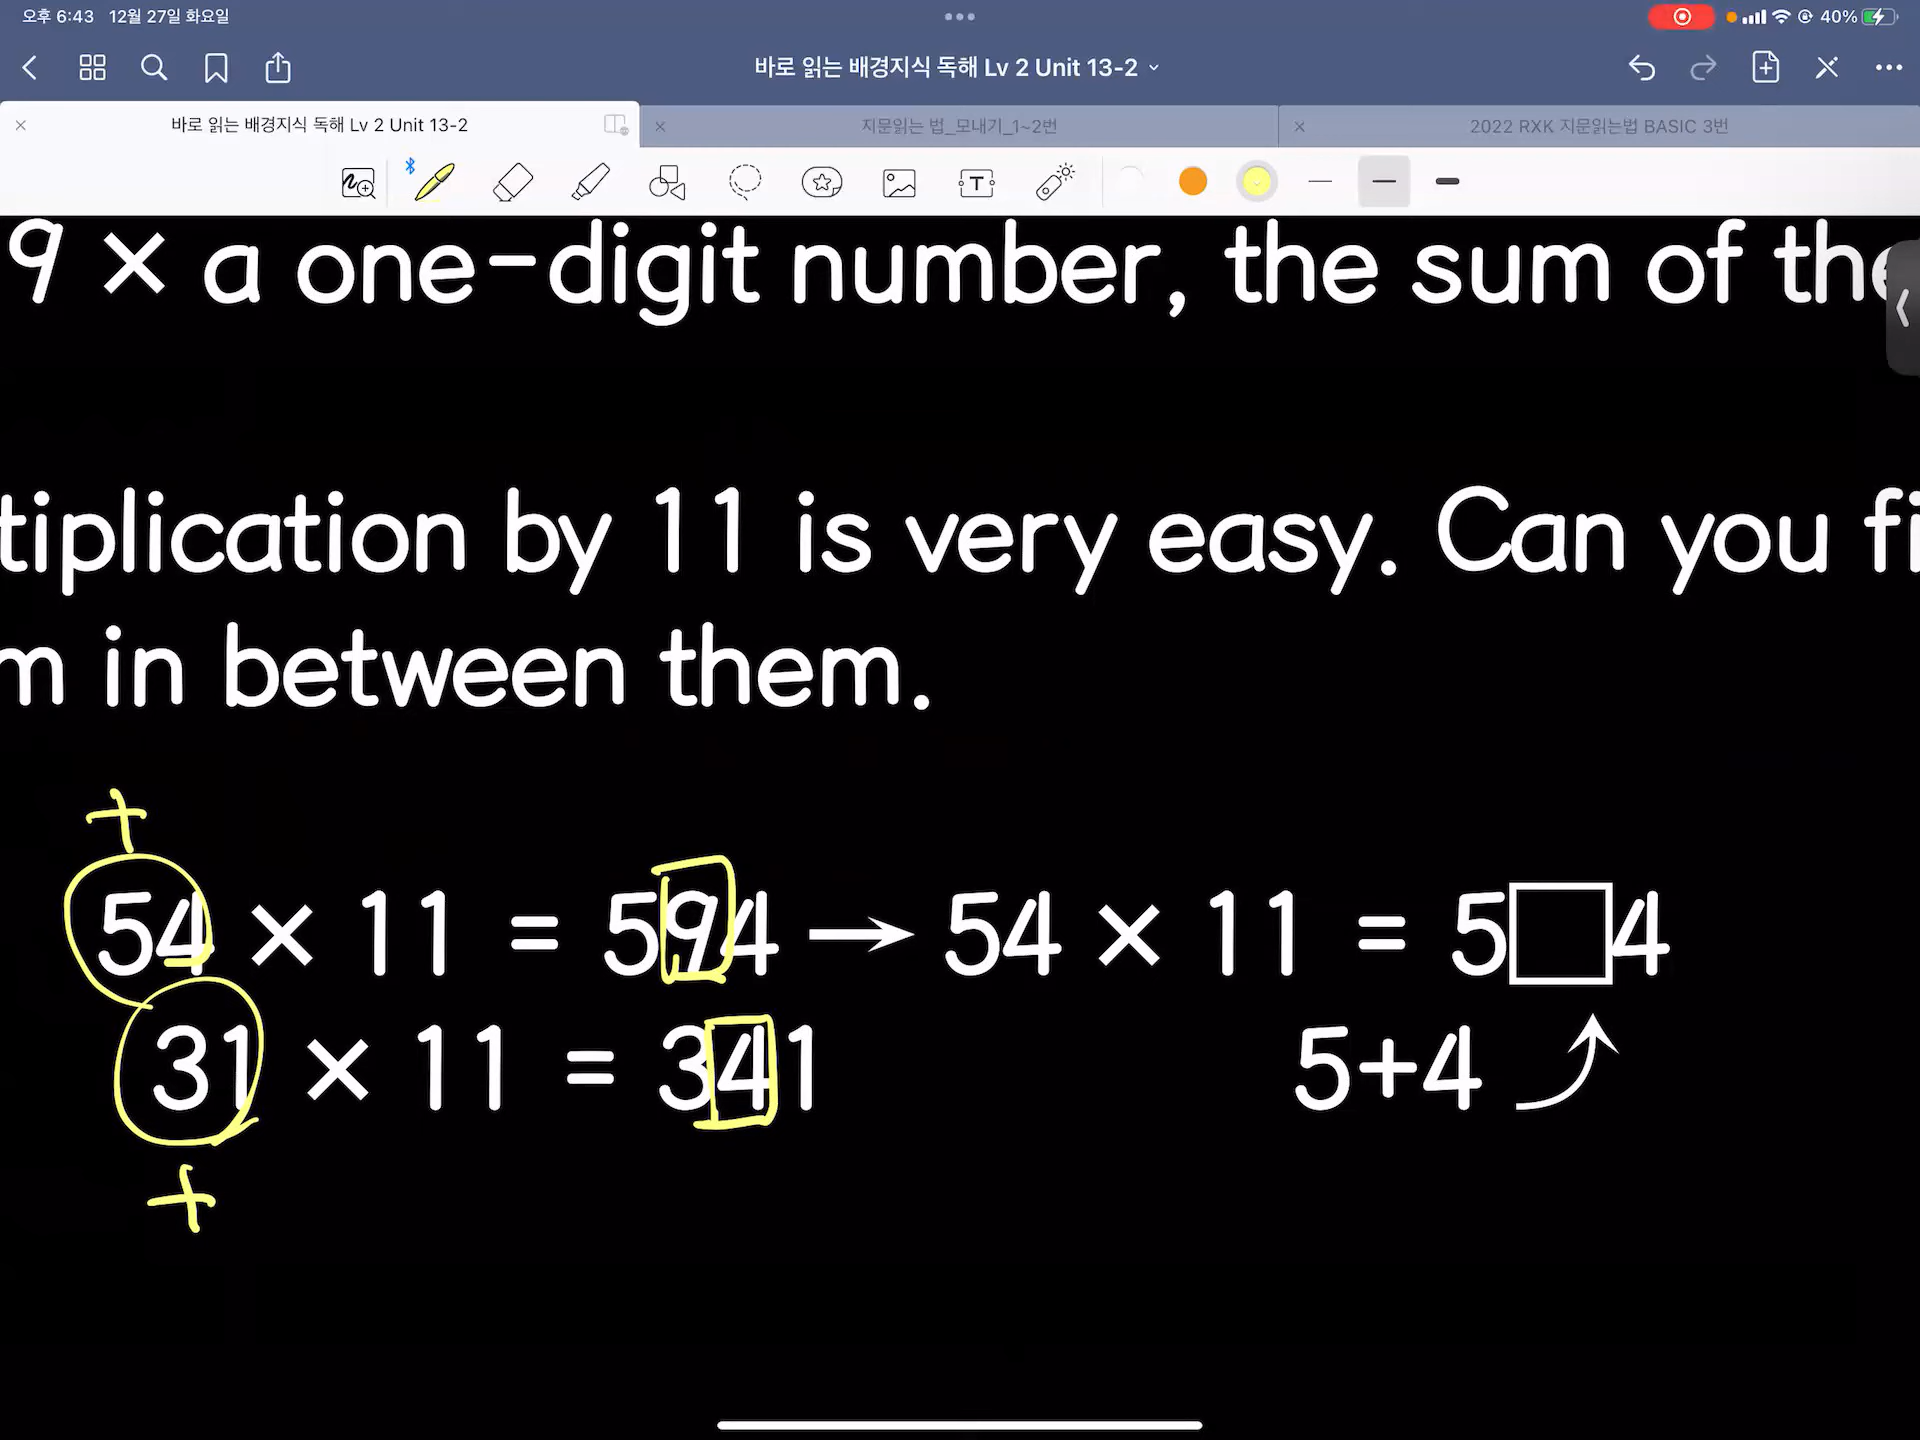 오후 6:43 12월 27일 화요일
40%
바로 읽는 배경지식 독해 Lv 2 Unit 13-2
바로 읽는 배경지식 독해 Lv 2 Unit 13-2
지문읽는 법_모내기_1~2번
2022 RXK 지문읽는법 BASIC 3번
9 × a one-digit number, the sum of the
tiplication by 11 is very easy. Can you fi
m in between them.
+
54 × 11 = 594 → 54 × 11 = 5□4
31 × 11 = 341 5+4
+